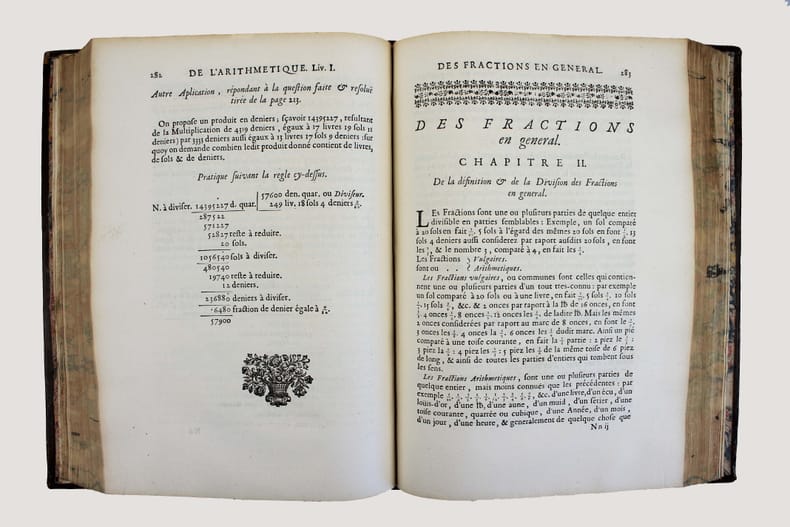 282 DE L'ARITHMETIQUE. Liv. I.
Autre Aplication, répondant à la question faite & resoluë
tirée de la page 213.
On propose un produit en deniers; sçavoir 14395227, resultant
de la Multiplication de 4319 deniers, égaux à 17 livres 19 sols 11
deniers) par 3333 deniers aussi égaux à 13 livres 17 sols 9 deniers: sur
quoy on demande combien ledit produit donné contient de livres,
de sols & de deniers.
Pratique suivant la regle cy-dessus.
57600 den. quar. ou Diviseur.
N. à diviser. 14395227 d. quar. 249 liv. 18 sols 4 deniers
287522
571227
52827 reste à reduire.
20 sols.
1056540 sols à diviser.
480540
19740 reste à reduire.
12 deniers.
236880 deniers à diviser.
6480 fraction de denier égale à
57900
DES FRACTIONS EN GENERAL. 283
DES FRACTIONS
en general.
CHAPITRE II.
De la définition & de la Division des Fractions
en general.
LEs Fractions sont une ou plusieurs parties de quelque entier
divisible en parties semblables: Exemple, un sol comparé
à 20 sols en fait 5 sols à l'égard des mêmes 20 sols en font 15
sols 4 deniers aussi considerez par raport ausdits 20 sols, en font
les & le nombre 3, comparé à 4, en fait les
Les Fractions Vulgaires.
sont ou . . Arithmetiques.
Les Fractions vulgaires, ou communes sont celles qui contien-
nent une ou plusieurs parties d'un tout tres-connu: par exemple
un sol comparé à 20 sols ou à une livre, en fait 5 sols 10 sols
15 sols &c. & 2 onces par raport à la lb de 16 onces, en font
4 onces 8 onces 12 onces les de ladite lb. Mais les mêmes
2 onces considerées par raport au marc de 8 onces, en font le
3 onces les 4 onces la 6 onces les dudit marc. Ainsi un pié
comparé à une toise courante, en fait la partie: 2 piez le
3 piez la 4 piez les 5 piez les de la même toise de 6 piez
de long, & ainsi de toutes les parties d'entiers qui tombent sous
les sens.
Les Fractions Arithmetiques, sont une ou plusieurs parties de
quelque entier, mais moins connuës que les précédentes: par
exemple &c. d'une livre, d'un écu, d'un
loüis-d'or, d'une lb, d'une aune, d'un muid, d'un setier, d'une
toise courante, quarrée ou cubique, d'une Année, d'un mois,
d'un jour, d'une heure, & generalement de quelque chose que
Nn ij